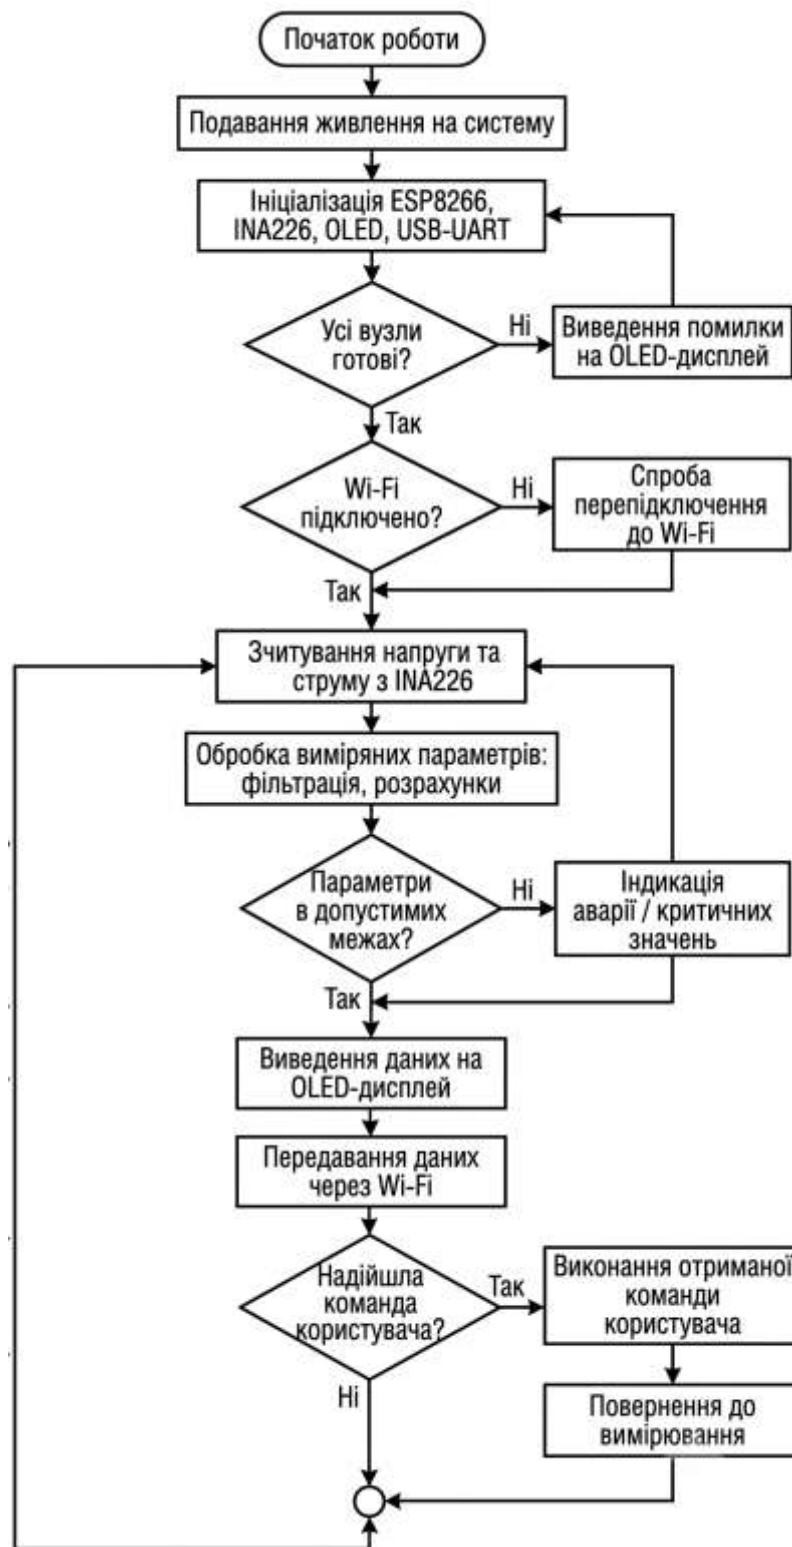 Початок роботи
Подавання живлення на систему
Ініціалізація ESP8266,
INA226, OLED, USB-UART
Усі вузли
готові?
Ні
Виведення помилки
на OLED-дисплей
Так
Wi-Fi
підключено?
Ні
Спроба
перепідключення
до Wi-Fi
Так
Зчитування напруги та
струму з INA226
Обробка виміряних параметрів:
фільтрація, розрахунки
Параметри
в допустимих
межах?
Ні
Індикація
аварії / критичних
значень
Так
Виведення даних на
OLED-дисплей
Передавання даних
через Wi-Fi
Надійшла
команда
користувача?
Так
Виконання отриманої
команди
користувача
Ні
Повернення до
вимірювання